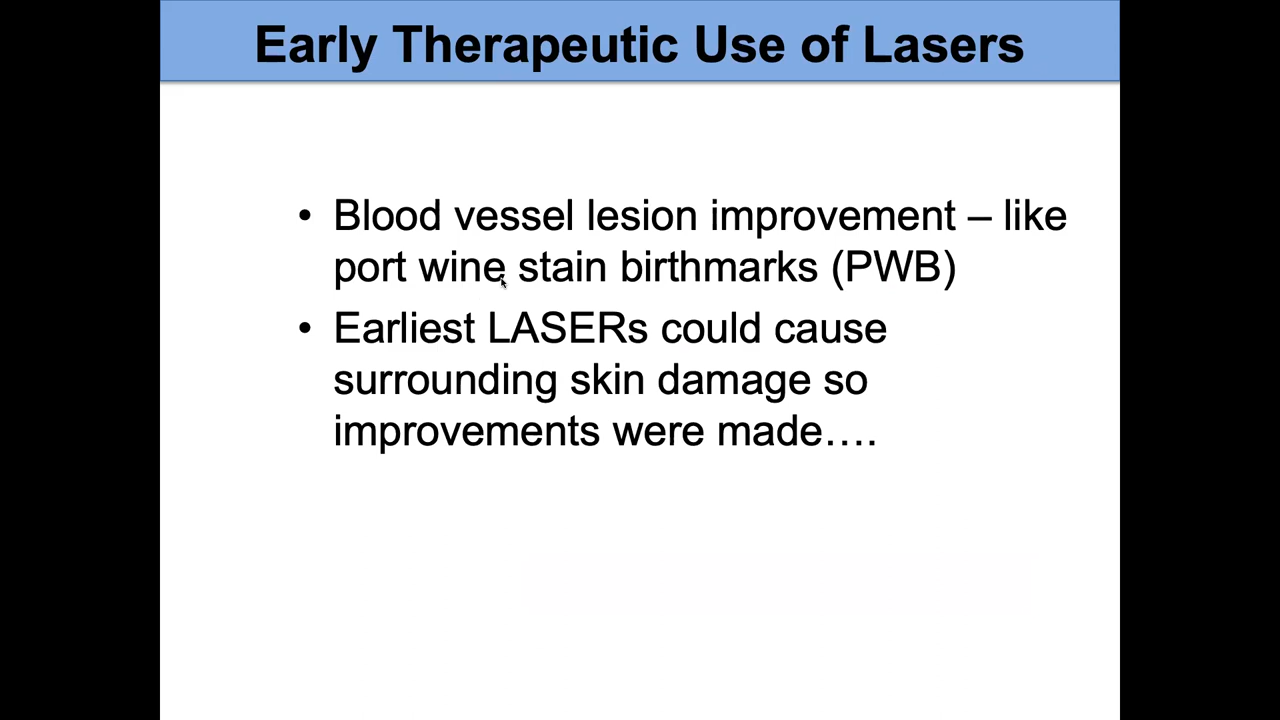 Early Therapeutic Use of Lasers
• Blood vessel lesion improvement – like
port wine stain birthmarks (PWB)
• Earliest LASERs could cause
surrounding skin damage so
improvements were made….